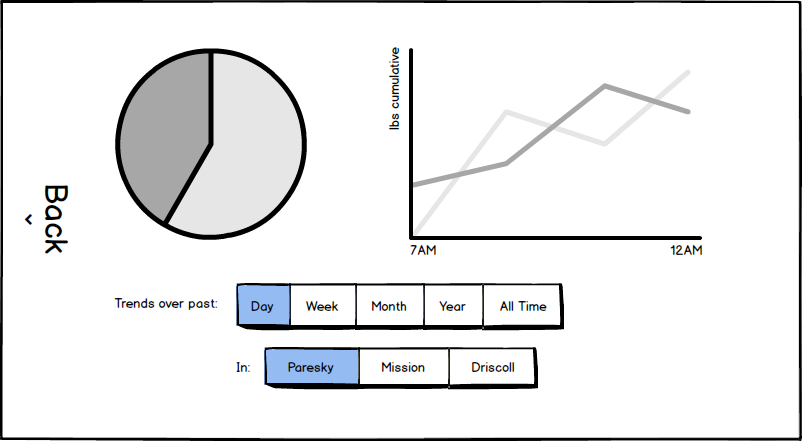 lbs cumulative
7AM
12AM
< Back
Trends over past:
Day
Week
Month
Year
All Time
In:
Paresky
Mission
Driscoll